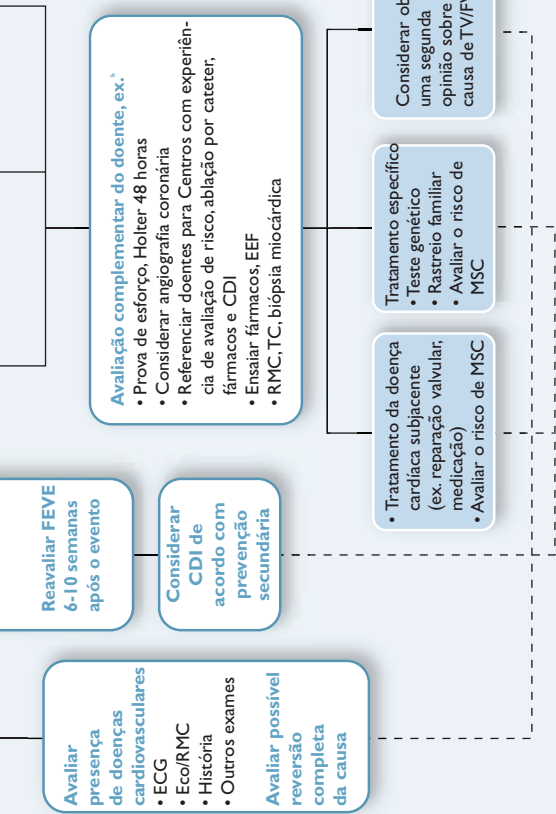 Avaliar
presença
de doenças
cardiovasculares
• ECG
• Eco/RMC
• História
• Outros exames
Avaliar possível
reversão
completa
da causa
Reavaliar FEVE
6-10 semanas
após o evento
Considerar
CDI de
acordo com
prevenção
secundária
Avaliação complementar do doente, ex.
• Prova de esforço, Holter 48 horas
• Considerar angiografia coronária
• Referenciar doentes para Centros com experiên-
cia de avaliação de risco, ablação por cateter,
fármacos e CDI
• Ensaiar fármacos, EEF
• RMC, TC, biópsia miocárdica
• Tratamento da doença
cardíaca subjacente
(ex. reparação valvular,
medicação)
• Avaliar o risco de MSC
Tratamento específico
• Teste genético
• Rastreio familiar
• Avaliar o risco de
MSC
Considerar
uma segunda
opinião sobre
causa de